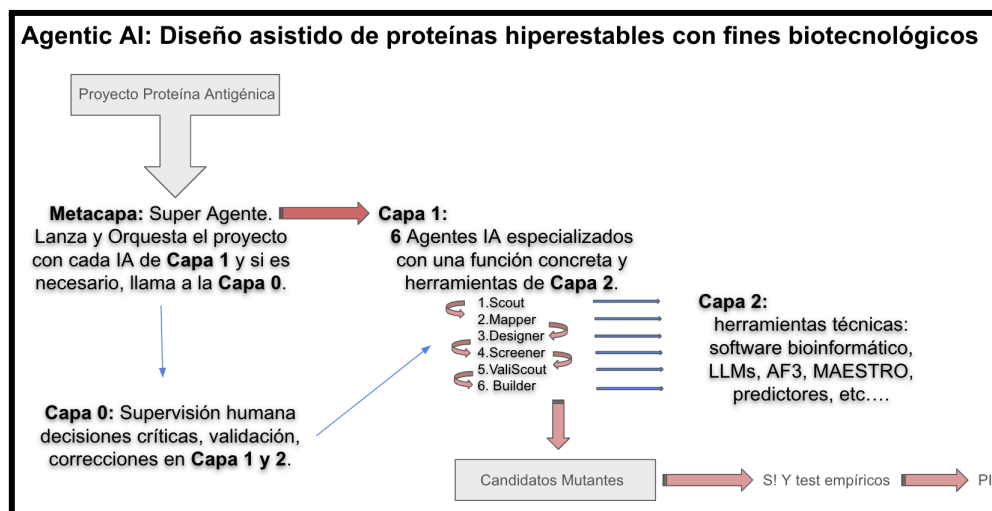 Agentic AI: Diseño asistido de proteínas hiperestables con fines biotecnológicos
Proyecto Proteína Antigénica
Metacapa: Super Agente.
Lanza y Orquesta el proyecto
con cada IA de Capa 1 y si es
necesario, llama a la Capa 0.
Capa 1:
6 Agentes IA especializados
con una función concreta y
herramientas de Capa 2.
1.Scout
2.Mapper
3.Designer
4.Screener
5.ValiScout
6. Builder
Capa 2:
herramientas técnicas:
software bioinformático,
LLMs, AF3, MAESTRO,
predictores, etc….
Capa 0: Supervisión humana
decisiones críticas, validación,
correcciones en Capa 1 y 2.
Candidatos Mutantes
S! Y test empíricos